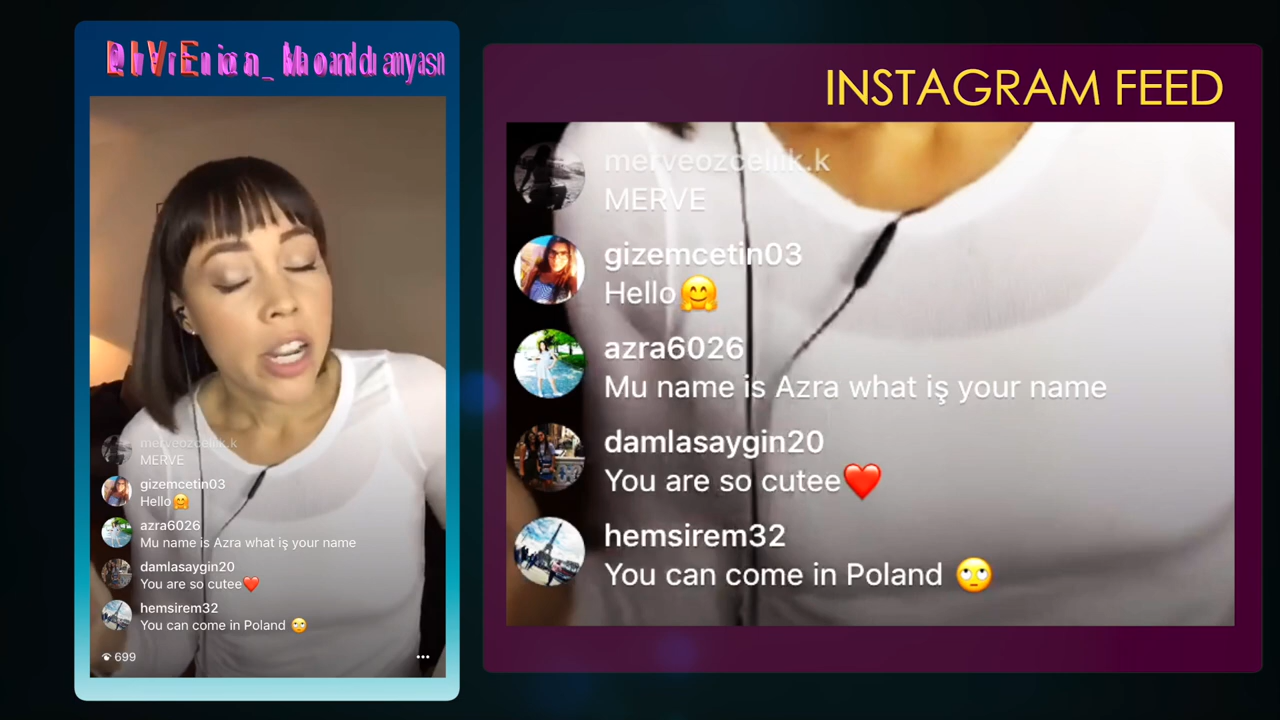 INSTAGRAM FEED
merveozceliik.k
MERVE
gizemcetin03
Hello🤗
azra6026
Mu name is Azra what iş your name
damlasaygin20
You are so cutee❤️
hemsirem32
You can come in Poland 🙄
699
merveozceliik.k
MERVE
gizemcetin03
Hello🤗
azra6026
Mu name is Azra what iş your name
damlasaygin20
You are so cutee❤️
hemsirem32
You can come in Poland 🙄